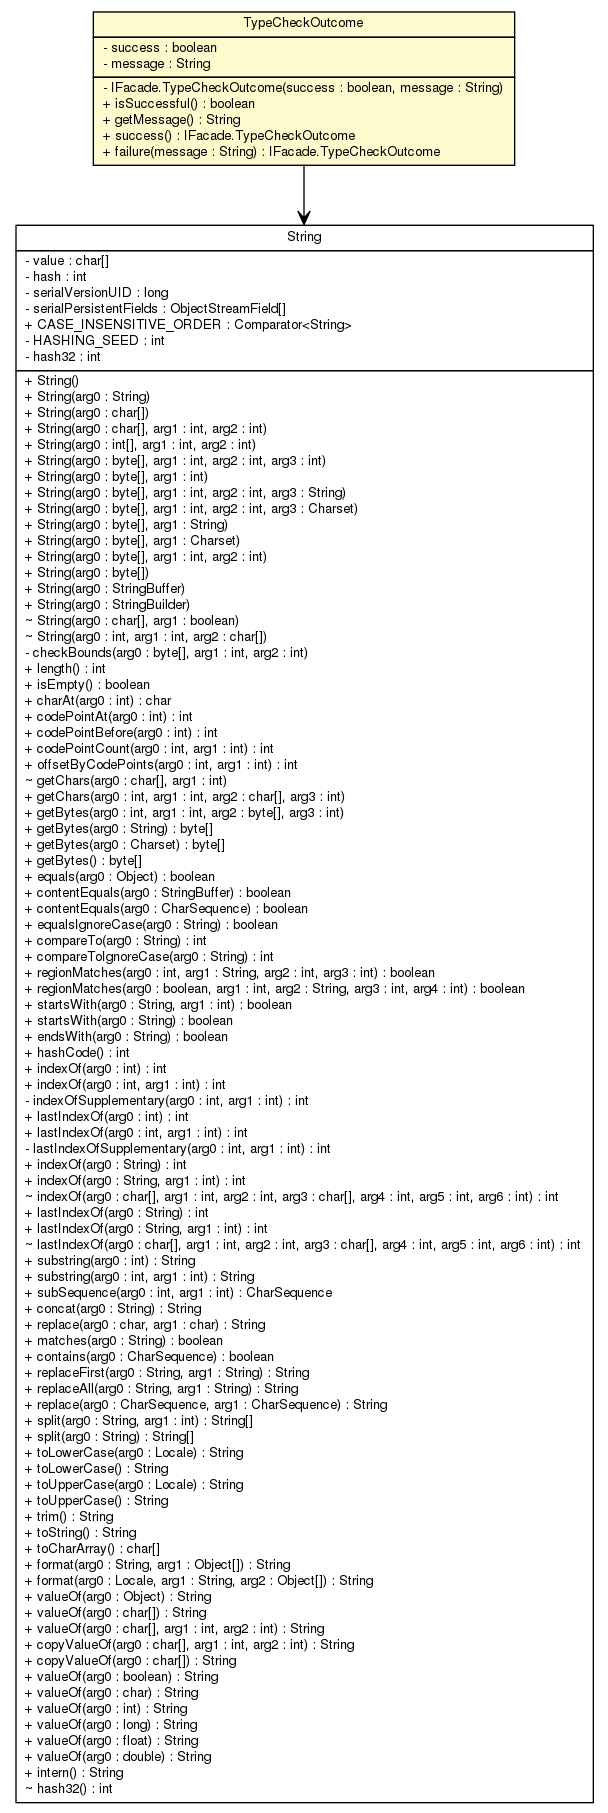 TypeCheckOutcome
- success : boolean
- message : String
- IFacade.TypeCheckOutcome(success : boolean, message : String)
+ isSuccessful() : boolean
+ getMessage() : String
+ success() : IFacade.TypeCheckOutcome
+ failure(message : String) : IFacade.TypeCheckOutcome
String
- value : char[]
- hash : int
- serialVersionUID : long
- serialPersistentFields : ObjectStreamField[]
+ CASE_INSENSITIVE_ORDER : Comparator<String>
- HASHING_SEED : int
- hash32 : int
+ String()
+ String(arg0 : String)
+ String(arg0 : char[])
+ String(arg0 : char[], arg1 : int, arg2 : int)
+ String(arg0 : int[], arg1 : int, arg2 : int)
+ String(arg0 : byte[], arg1 : int, arg2 : int, arg3 : int)
+ String(arg0 : byte[], arg1 : int)
+ String(arg0 : byte[], arg1 : int, arg2 : int, arg3 : String)
+ String(arg0 : byte[], arg1 : int, arg2 : int, arg3 : Charset)
+ String(arg0 : byte[], arg1 : String)
+ String(arg0 : byte[], arg1 : Charset)
+ String(arg0 : byte[], arg1 : int, arg2 : int)
+ String(arg0 : byte[])
+ String(arg0 : StringBuffer)
+ String(arg0 : StringBuilder)
~ String(arg0 : char[], arg1 : boolean)
~ String(arg0 : int, arg1 : int, arg2 : char[])
- checkBounds(arg0 : byte[], arg1 : int, arg2 : int)
+ length() : int
+ isEmpty() : boolean
+ charAt(arg0 : int) : char
+ codePointAt(arg0 : int) : int
+ codePointBefore(arg0 : int) : int
+ codePointCount(arg0 : int, arg1 : int) : int
+ offsetByCodePoints(arg0 : int, arg1 : int) : int
~ getChars(arg0 : char[], arg1 : int)
+ getChars(arg0 : int, arg1 : int, arg2 : char[], arg3 : int)
+ getBytes(arg0 : int, arg1 : int, arg2 : byte[], arg3 : int)
+ getBytes(arg0 : String) : byte[]
+ getBytes(arg0 : Charset) : byte[]
+ getBytes() : byte[]
+ equals(arg0 : Object) : boolean
+ contentEquals(arg0 : StringBuffer) : boolean
+ contentEquals(arg0 : CharSequence) : boolean
+ equalsIgnoreCase(arg0 : String) : boolean
+ compareTo(arg0 : String) : int
+ compareToIgnoreCase(arg0 : String) : int
+ regionMatches(arg0 : int, arg1 : String, arg2 : int, arg3 : int) : boolean
+ regionMatches(arg0 : boolean, arg1 : int, arg2 : String, arg3 : int, arg4 : int) : boolean
+ startsWith(arg0 : String, arg1 : int) : boolean
+ startsWith(arg0 : String) : boolean
+ endsWith(arg0 : String) : boolean
+ hashCode() : int
+ indexOf(arg0 : int) : int
+ indexOf(arg0 : int, arg1 : int) : int
- indexOfSupplementary(arg0 : int, arg1 : int) : int
+ lastIndexOf(arg0 : int) : int
+ lastIndexOf(arg0 : int, arg1 : int) : int
- lastIndexOfSupplementary(arg0 : int, arg1 : int) : int
+ indexOf(arg0 : String) : int
+ indexOf(arg0 : String, arg1 : int) : int
~ indexOf(arg0 : char[], arg1 : int, arg2 : int, arg3 : char[], arg4 : int, arg5 : int, arg6 : int) : int
+ lastIndexOf(arg0 : String) : int
+ lastIndexOf(arg0 : String, arg1 : int) : int
~ lastIndexOf(arg0 : char[], arg1 : int, arg2 : int, arg3 : char[], arg4 : int, arg5 : int, arg6 : int) : int
+ substring(arg0 : int) : String
+ substring(arg0 : int, arg1 : int) : String
+ subSequence(arg0 : int, arg1 : int) : CharSequence
+ concat(arg0 : String) : String
+ replace(arg0 : char, arg1 : char) : String
+ matches(arg0 : String) : boolean
+ contains(arg0 : CharSequence) : boolean
+ replaceFirst(arg0 : String, arg1 : String) : String
+ replaceAll(arg0 : String, arg1 : String) : String
+ replace(arg0 : CharSequence, arg1 : CharSequence) : String
+ split(arg0 : String, arg1 : int) : String[]
+ split(arg0 : String) : String[]
+ toLowerCase(arg0 : Locale) : String
+ toLowerCase() : String
+ toUpperCase(arg0 : Locale) : String
+ toUpperCase() : String
+ trim() : String
+ toString() : String
+ toCharArray() : char[]
+ format(arg0 : String, arg1 : Object[]) : String
+ format(arg0 : Locale, arg1 : String, arg2 : Object[]) : String
+ valueOf(arg0 : Object) : String
+ valueOf(arg0 : char[]) : String
+ valueOf(arg0 : char[], arg1 : int, arg2 : int) : String
+ copyValueOf(arg0 : char[], arg1 : int, arg2 : int) : String
+ copyValueOf(arg0 : char[]) : String
+ valueOf(arg0 : boolean) : String
+ valueOf(arg0 : char) : String
+ valueOf(arg0 : int) : String
+ valueOf(arg0 : long) : String
+ valueOf(arg0 : float) : String
+ valueOf(arg0 : double) : String
+ intern() : String
~ hash32() : int